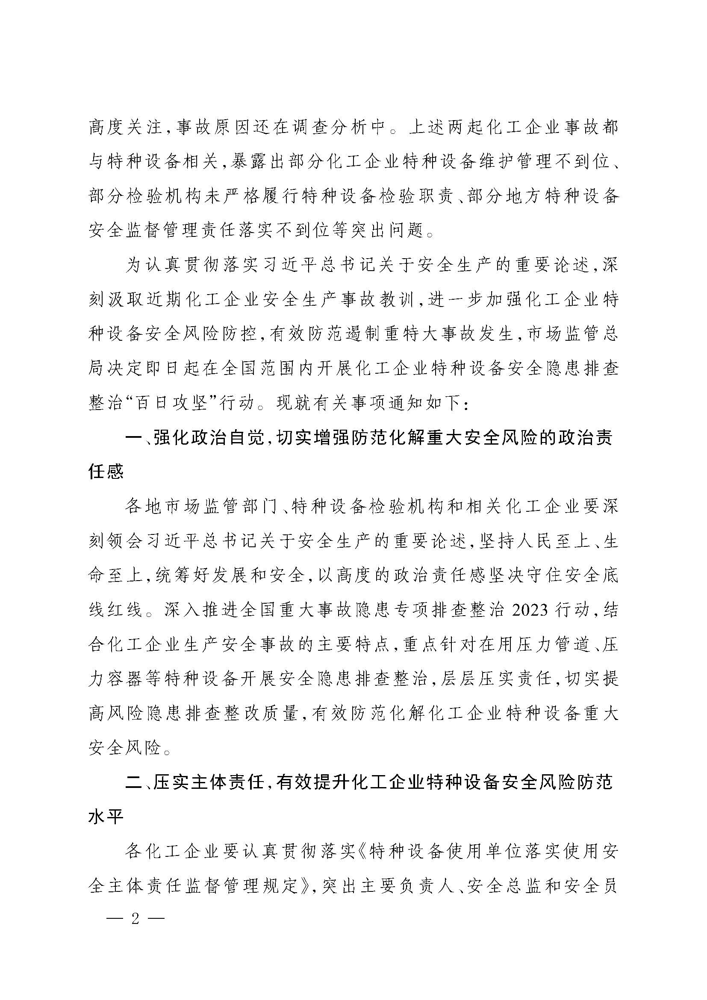 高度关注,事故原因还在调查分析中。上述两起化工企业事故都
与特种设备相关,暴露出部分化工企业特种设备维护管理不到位、
部分检验机构未严格履行特种设备检验职责、部分地方特种设备
安全监督管理责任落实不到位等突出问题。
为认真贯彻落实习近平总书记关于安全生产的重要论述,深
刻汲取近期化工企业安全生产事故教训,进一步加强化工企业特
种设备安全风险防控,有效防范遏制重特大事故发生,市场监管总
局决定即日起在全国范围内开展化工企业特种设备安全隐患排查
整治“百日攻坚”行动。现就有关事项通知如下:
一、强化政治自觉,切实增强防范化解重大安全风险的政治责
任感
各地市场监管部门、特种设备检验机构和相关化工企业要深
刻领会习近平总书记关于安全生产的重要论述,坚持人民至上、生
命至上,统筹好发展和安全,以高度的政治责任感坚决守住安全底
线红线。深入推进全国重大事故隐患专项排查整治 2023 行动,结
合化工企业生产安全事故的主要特点,重点针对在用压力管道、压
力容器等特种设备开展安全隐患排查整治,层层压实责任,切实提
高风险隐患排查整改质量,有效防范化解化工企业特种设备重大
安全风险。
二、压实主体责任,有效提升化工企业特种设备安全风险防范
水平
各化工企业要认真贯彻落实《特种设备使用单位落实使用安
全主体责任监督管理规定》,突出主要负责人、安全总监和安全员
— 2 —